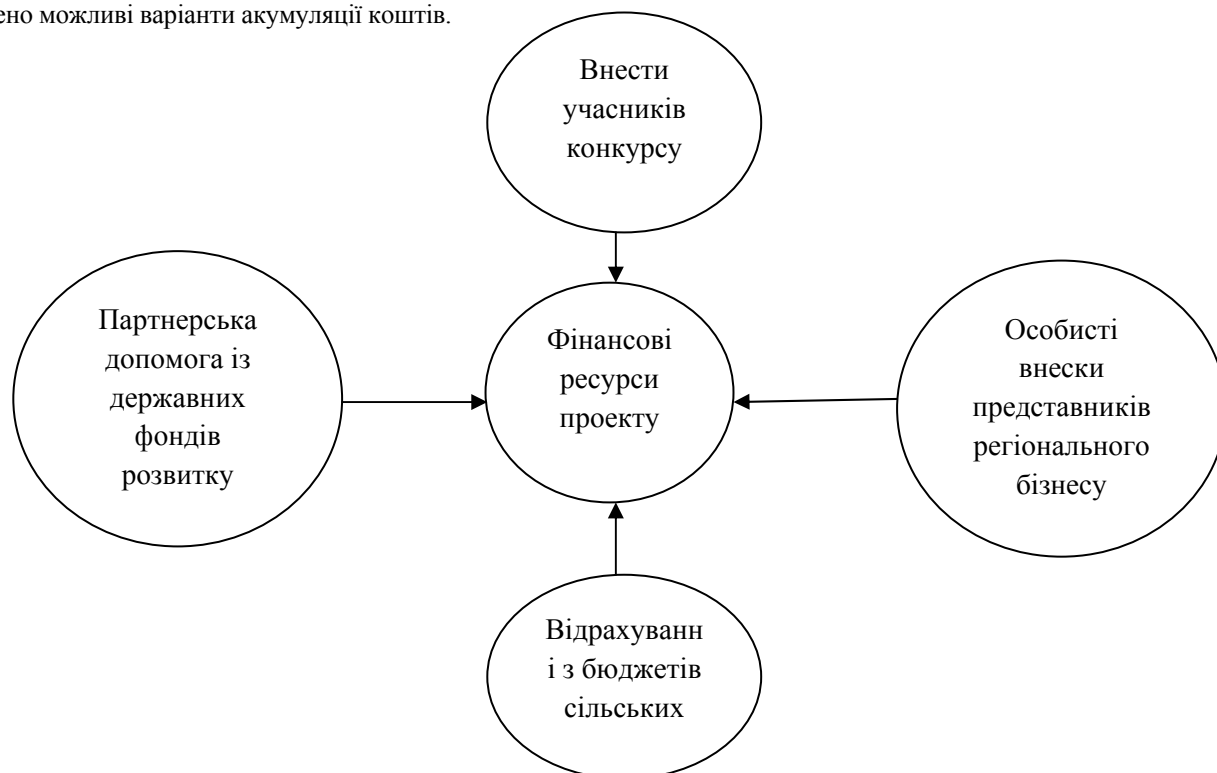 ено можливі варіанти акумуляції коштів.
Внести
учасників
конкурсу
Партнерська
допомога із
державних
фондів
розвитку
Фінансові
ресурси
проекту
Особисті
внески
представників
регіонального
бізнесу
Відрахуванн
і з бюджетів
сільських